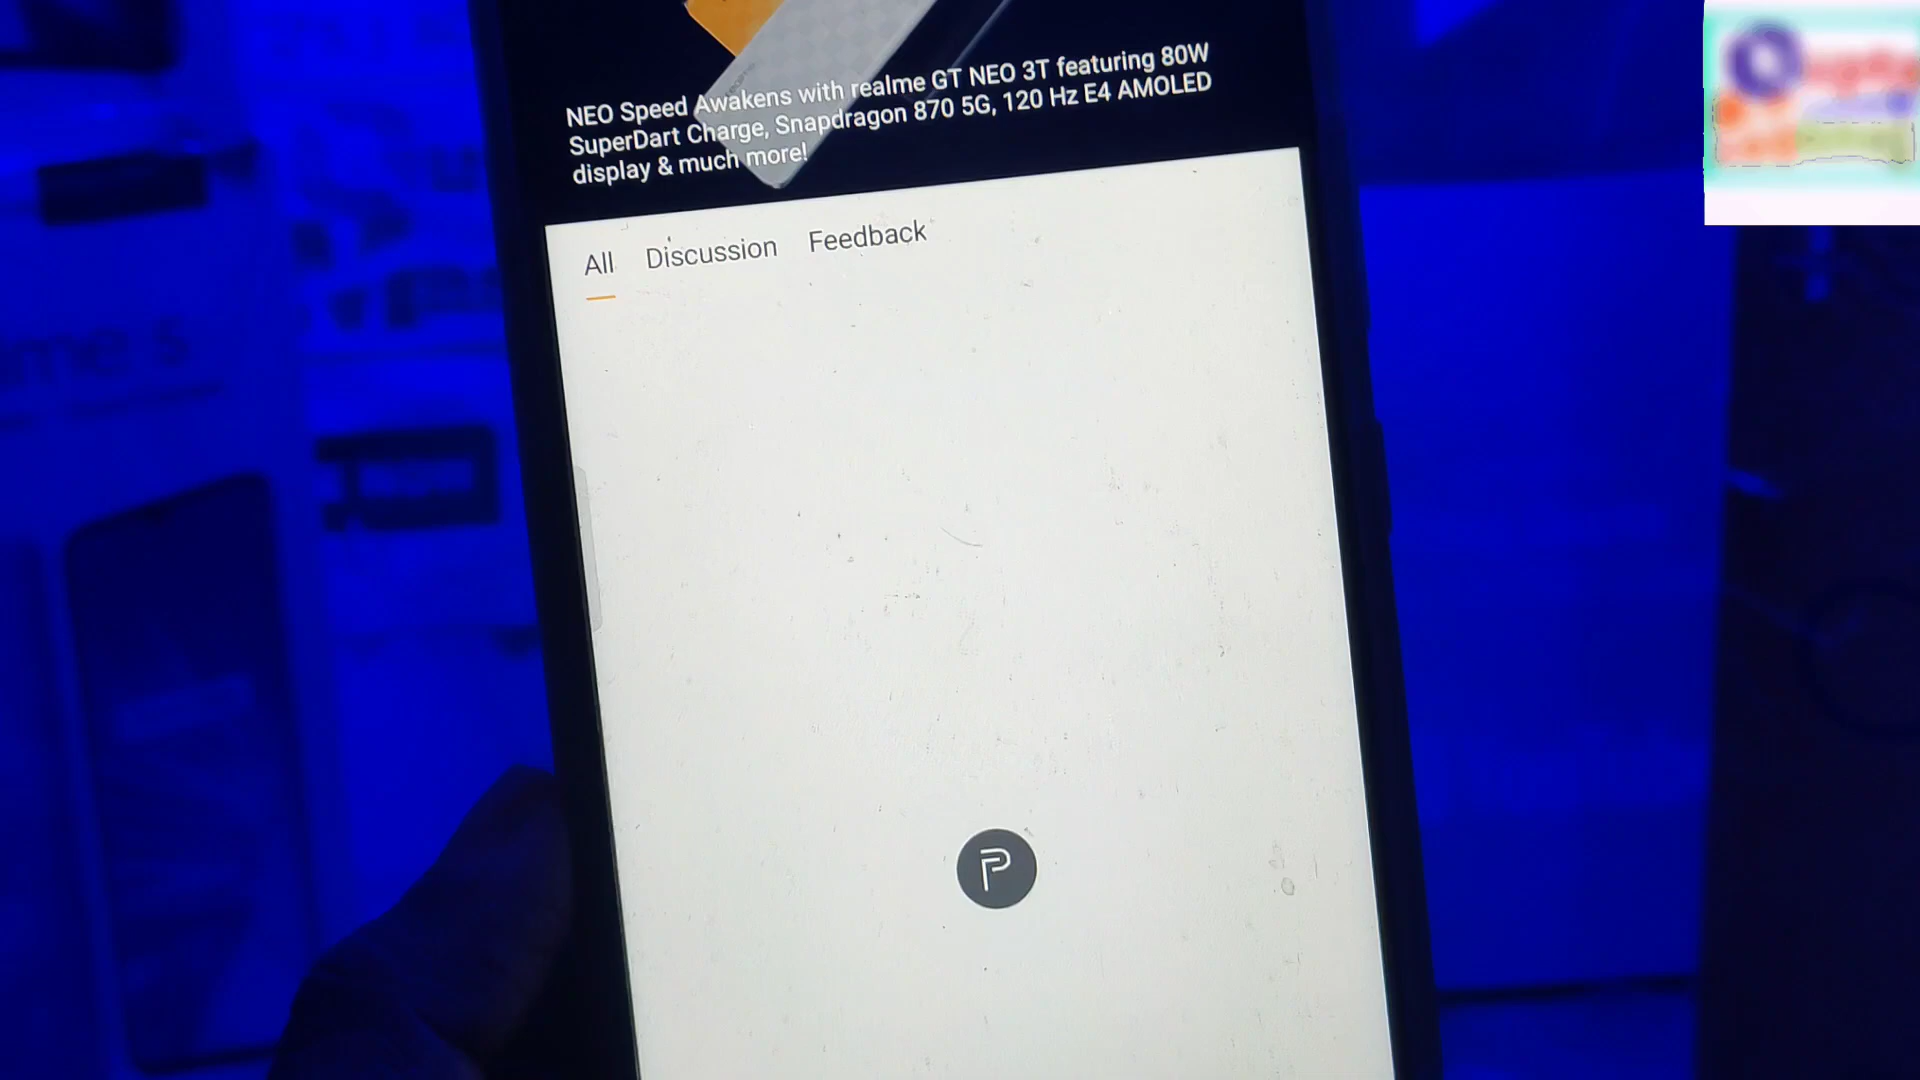 NEO Speed Awakens with realme GT NEO 3T featuring 80W
SuperDart Charge, Snapdragon 870 5G, 120 Hz E4 AMOLED
display & much more!
All Discussion Feedback